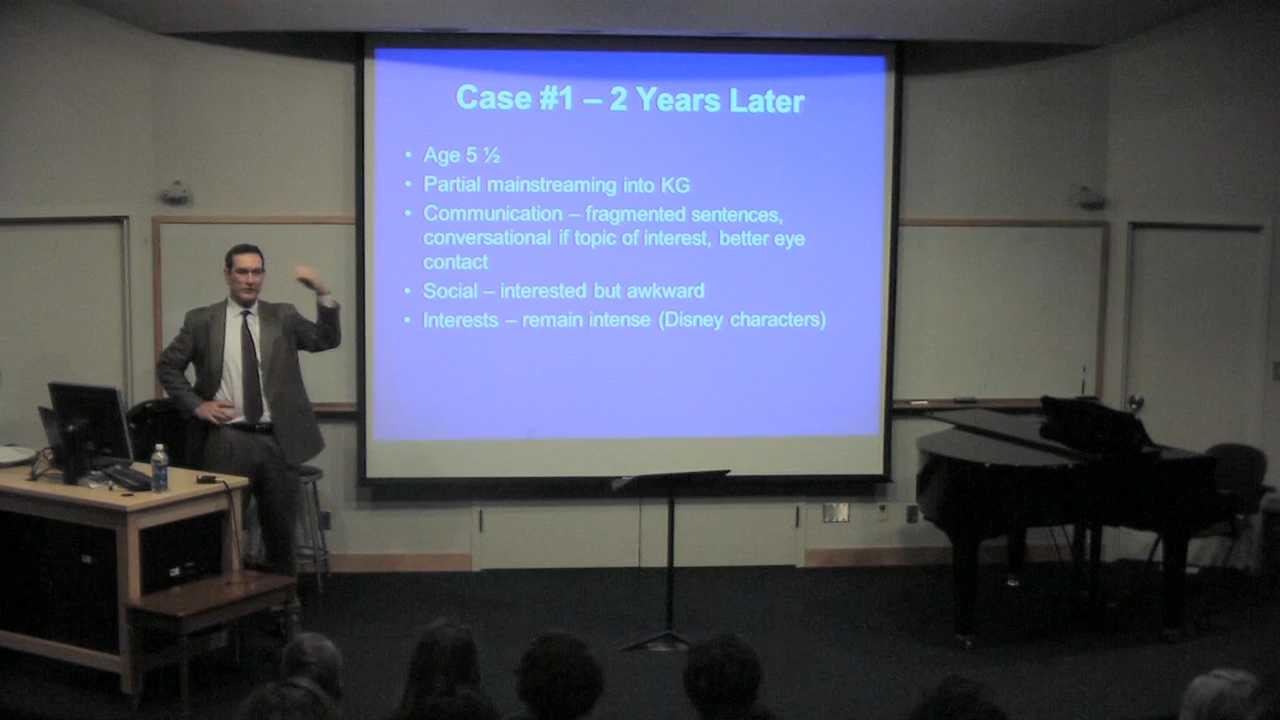 Case #1 – 2 Years Later
• Age 5 ½
• Partial mainstreaming into KG
• Communication – fragmented sentences,
conversational if topic of interest, better eye
contact
• Social – interested but awkward
• Interests – remain intense (Disney characters)